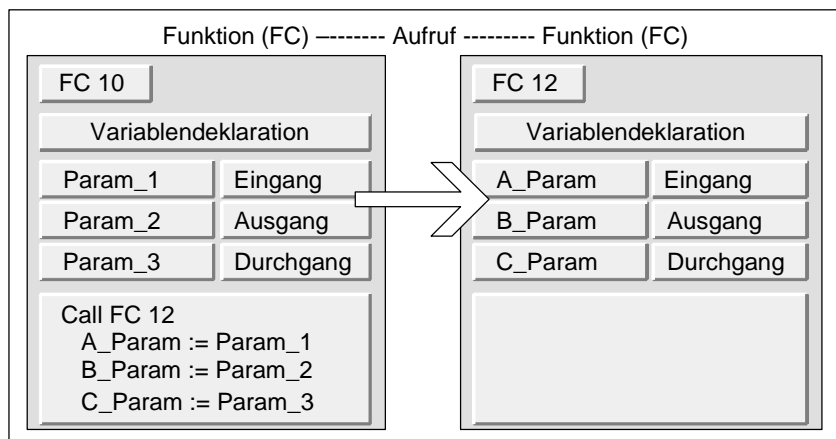 Funktion (FC) –------- Aufruf --------- Funktion (FC)
FC 10
Variablendeklaration
Param_1 Eingang
Param_2 Ausgang
Param_3 Durchgang
Call FC 12
A_Param := Param_1
B_Param := Param_2
C_Param := Param_3
FC 12
Variablendeklaration
A_Param Eingang
B_Param Ausgang
C_Param Durchgang